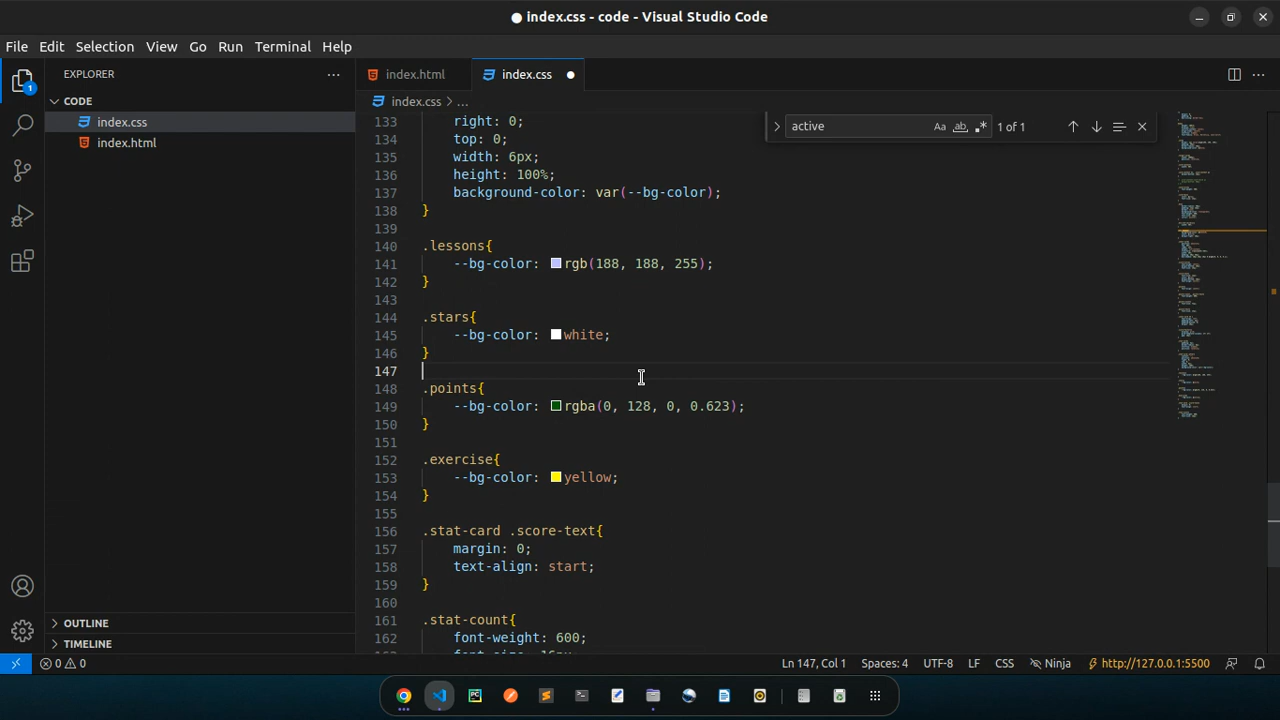 index.css - code - Visual Studio Code
File Edit Selection View Go Run Terminal Help
EXPLORER
index.html
index.css
CODE
index.css > ...
index.css
index.html
active
1 of 1
133 right: 0;
134 top: 0;
135 width: 6px;
136 height: 100%;
137 background-color: var(--bg-color);
138 }
139
140 .lessons{
141 --bg-color: rgb(188, 188, 255);
142 }
143
144 .stars{
145 --bg-color: white;
146 }
147
148 .points{
149 --bg-color: rgba(0, 128, 0, 0.623);
150 }
151
152 .exercise{
153 --bg-color: yellow;
154 }
155
156 .stat-card .score-text{
157 margin: 0;
158 text-align: start;
159 }
160
161 .stat-count{
162 font-weight: 600;
OUTLINE
TIMELINE
0 0
Ln 147, Col 1 Spaces: 4 UTF-8 LF CSS Ninja http://127.0.0.1:5500